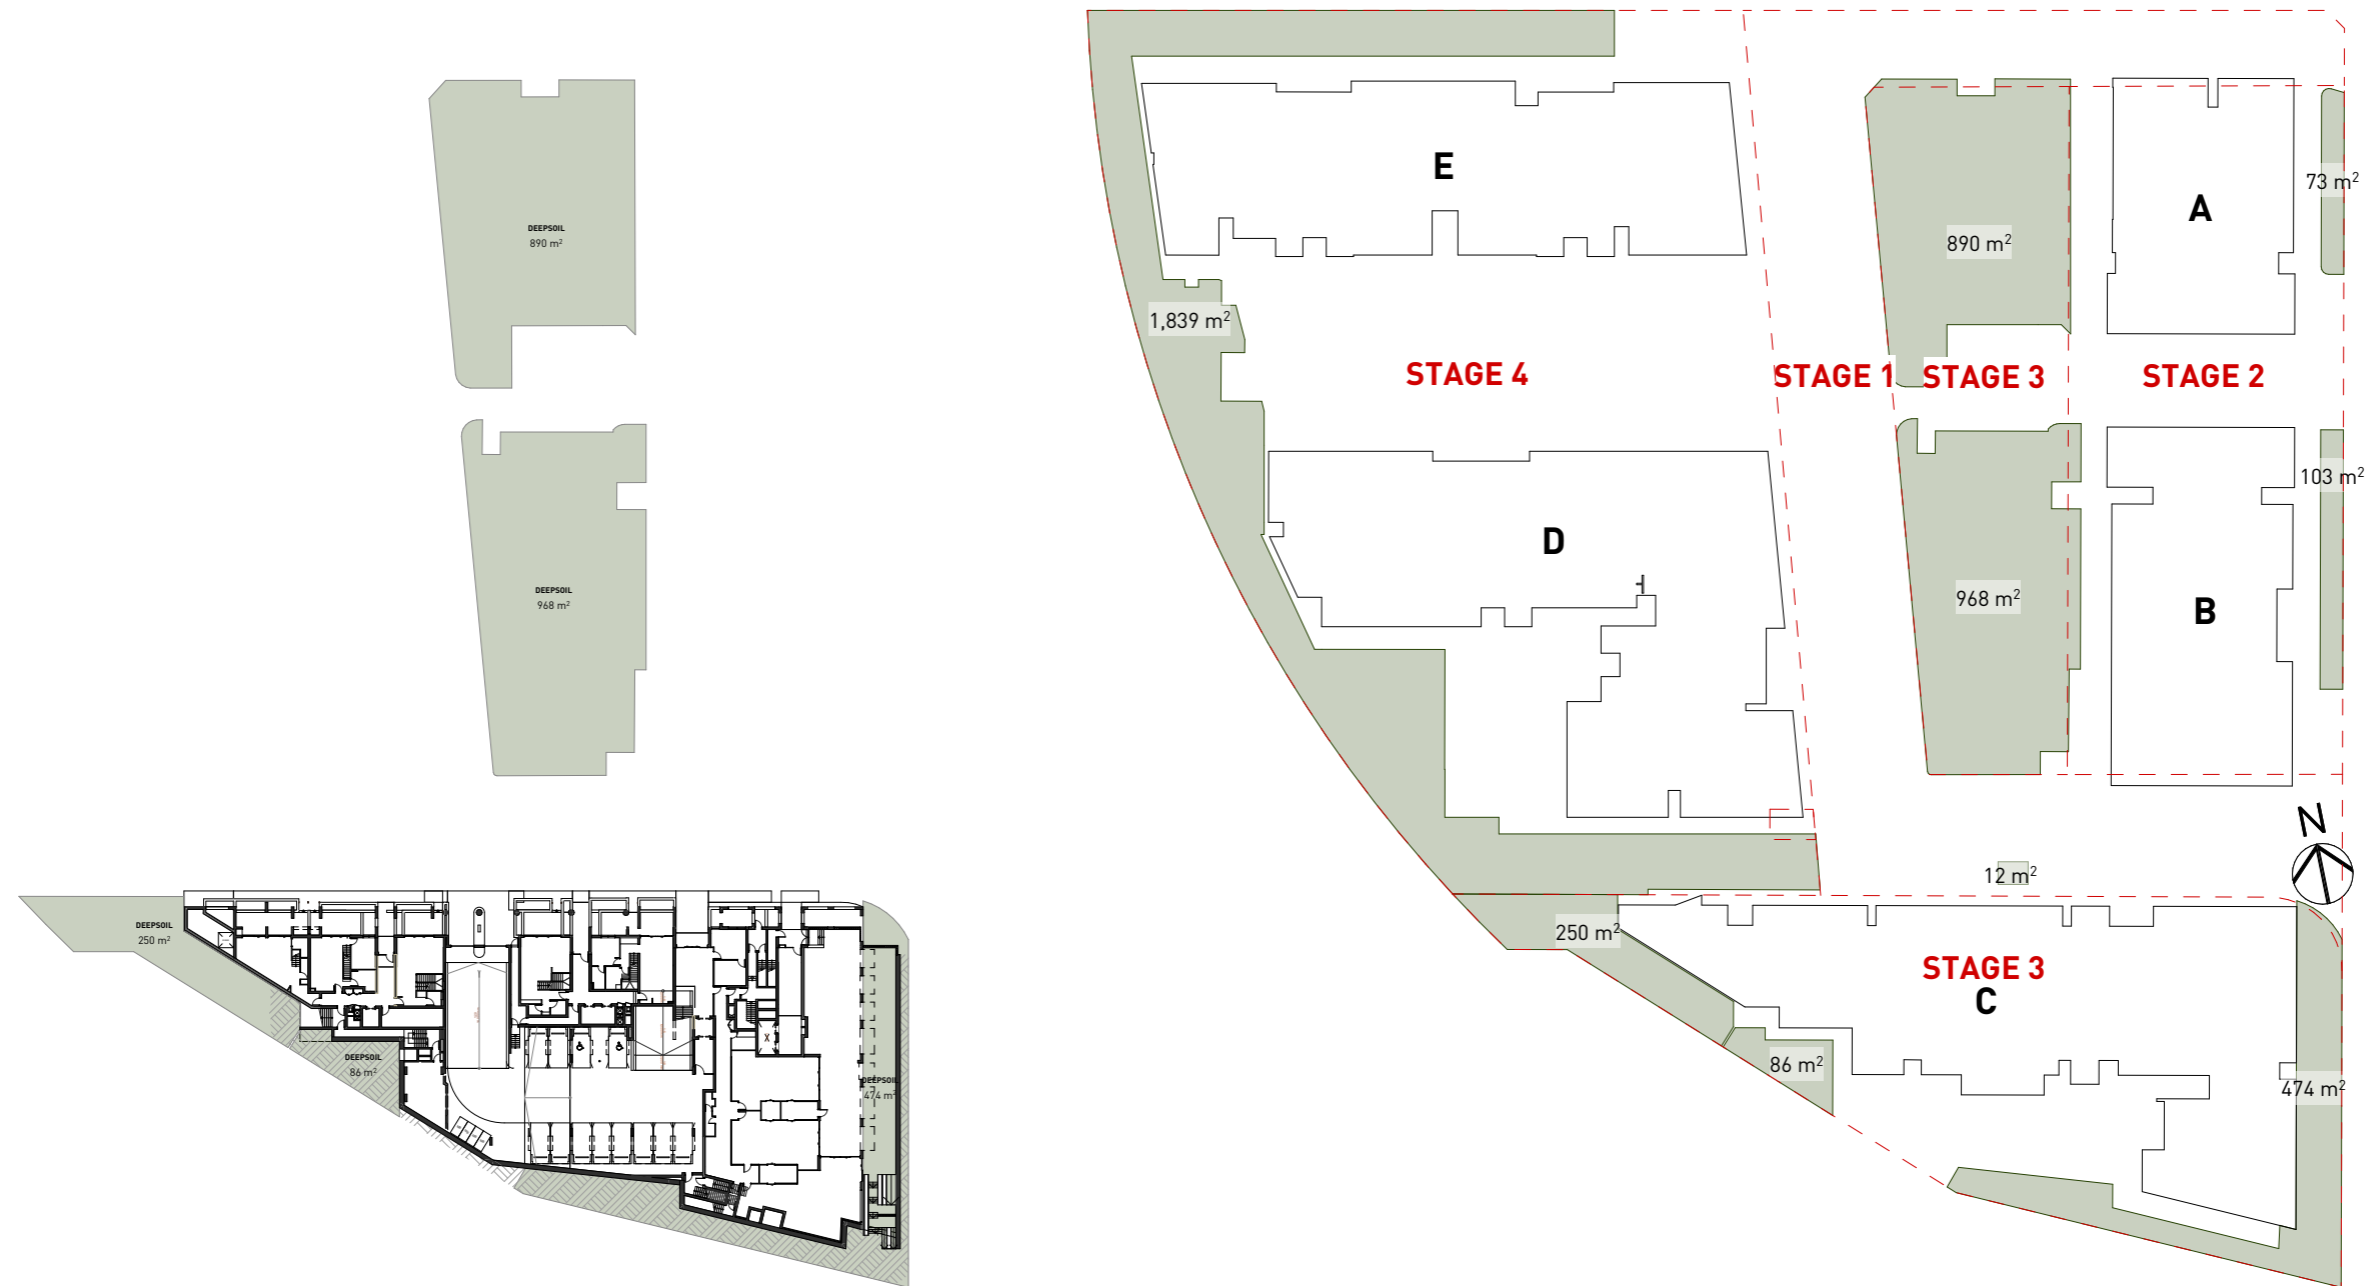 DEEPSOIL
890 m²
DEEPSOIL
968 m²
DEEPSOIL
250 m²
DEEPSOIL
86 m²
DEEPSOIL
474 m²
E
A
73 m²
890 m²
1,839 m²
STAGE 4
STAGE 1
STAGE 3
STAGE 2
103 m²
D
968 m²
B
N
12 m²
250 m²
STAGE 3
C
86 m²
474 m²